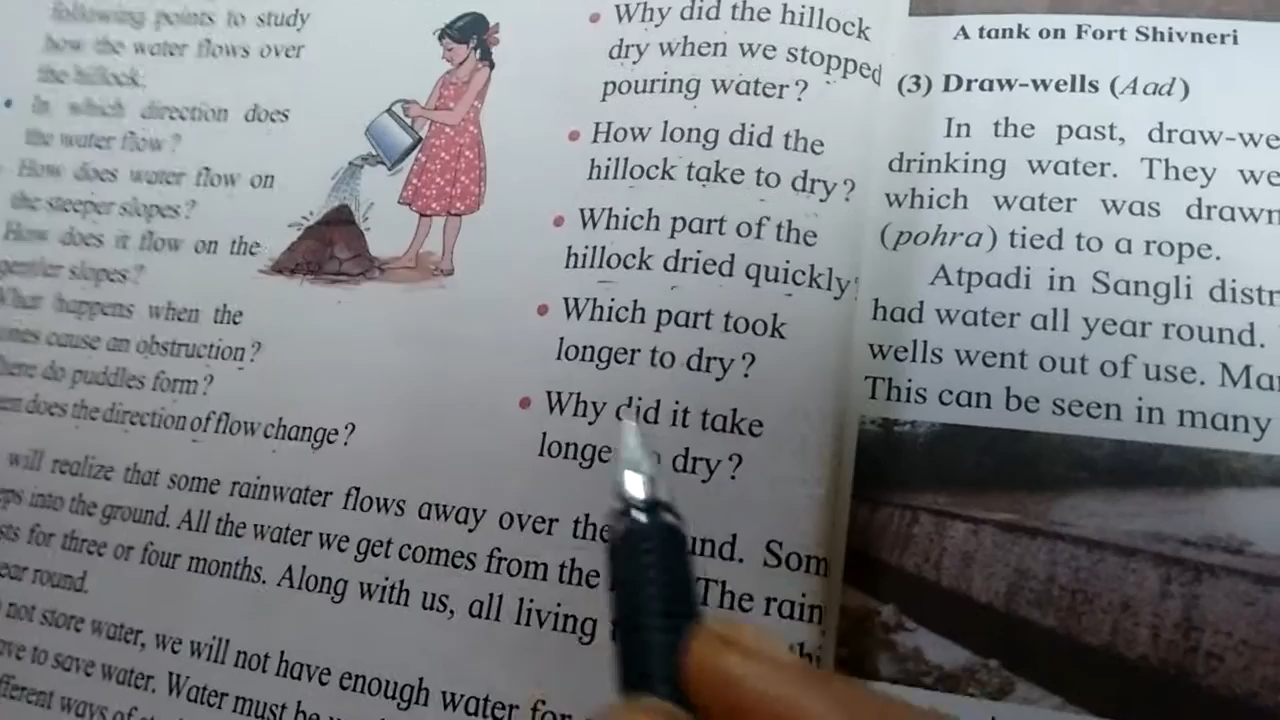 following points to study
how the water flows over
the hillock.
• In which direction does
the water flow ?
How does water flow on
the steeper slopes?
How does it flow on the
gentler slopes?
What happens when the
cause an obstruction ?
do puddles form ?
does the direction of flow change ?
• Why did the hillock
dry when we stopped
pouring water ?
• How long did the
hillock take to dry ?
• Which part of the
hillock dried quickly
• Which part took
longer to dry ?
• Why did it take
dry ?
will realize that some rainwater flows away over the Som
into the ground. All the water we get comes from the The rain
for three or four months. Along with us, all living
round.
not store water, we will not have enough water for
to save water. Water must be
ways of
A tank on Fort Shivneri
(3) Draw-wells (Aad)
In the past, draw-we
drinking water. They we
which water was drawn
(pohra) tied to a rope.
Atpadi in Sangli distr
had water all year round.
wells went out of use. Ma
This can be seen in many